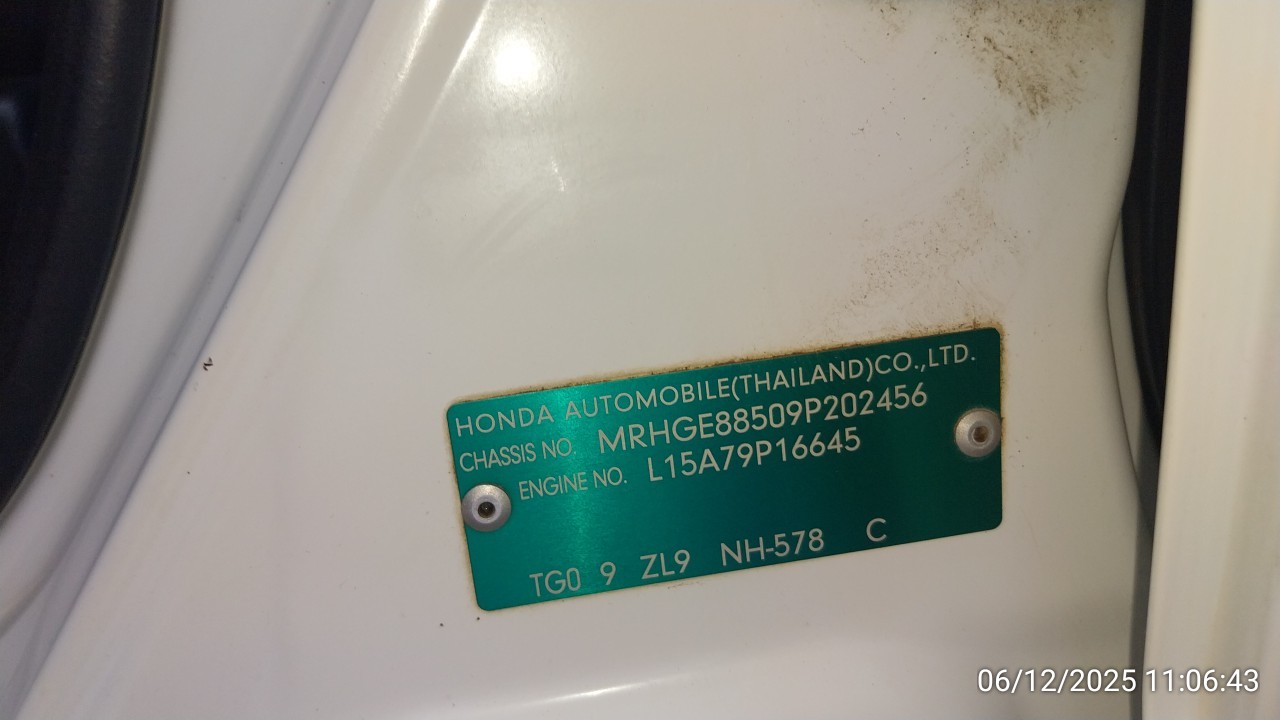 HONDA AUTOMOBILE(THAILAND)CO.,LTD.
CHASSIS NO. MRHGE88509P202456
ENGINE NO. L15A79P16645
TG0 9 ZL9 NH-578 C
06/12/2025 11:06:43